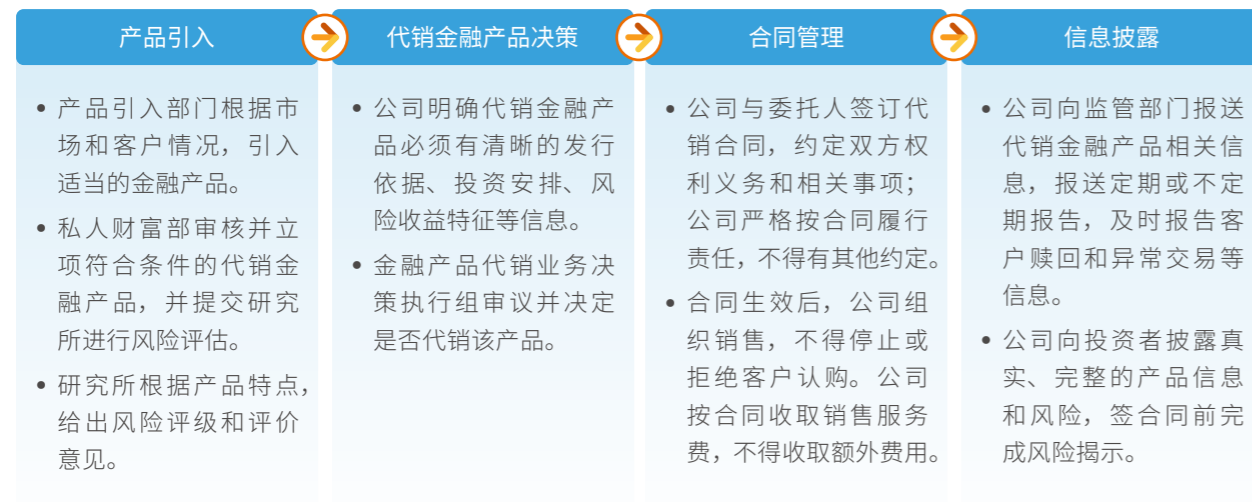 产品引入
• 产品引入部门根据市
场和客户情况，引入
适当的金融产品。
• 私人财富部审核并立
项符合条件的代销金
融产品，并提交研究
所进行风险评估。
• 研究所根据产品特点，
给出风险评级和评价
意见。
代销金融产品决策
• 公司明确代销金融产
品必须有清晰的发行
依据、投资安排、风
险收益特征等信息。
• 金融产品代销业务决
策执行组审议并决定
是否代销该产品。
合同管理
• 公司与委托人签订代
销合同，约定双方权
利义务和相关事项；
公司严格按合同履行
责任，不得有其他约定。
• 合同生效后，公司组
织销售，不得停止或
拒绝客户认购。公司
按合同收取销售服务
费，不得收取额外费用。
信息披露
• 公司向监管部门报送
代销金融产品相关信
息，报送定期或不定
期报告，及时报告客
户赎回和异常交易等
信息。
• 公司向投资者披露真
实、完整的产品信息
和风险，签合同前完
成风险揭示。